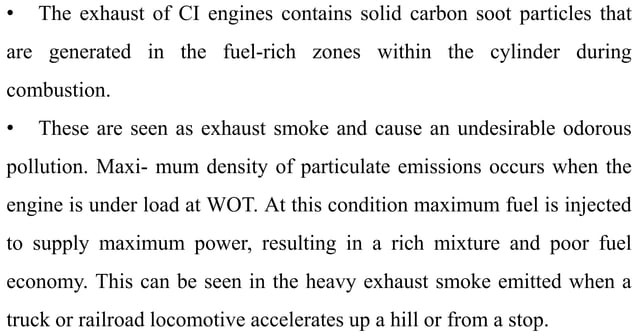 • The exhaust of CI engines contains solid carbon soot particles that
are generated in the fuel-rich zones within the cylinder during
combustion.
• These are seen as exhaust smoke and cause an undesirable odorous
pollution. Maxi- mum density of particulate emissions occurs when the
engine is under load at WOT. At this condition maximum fuel is injected
to supply maximum power, resulting in a rich mixture and poor fuel
economy. This can be seen in the heavy exhaust smoke emitted when a
truck or railroad locomotive accelerates up a hill or from a stop.